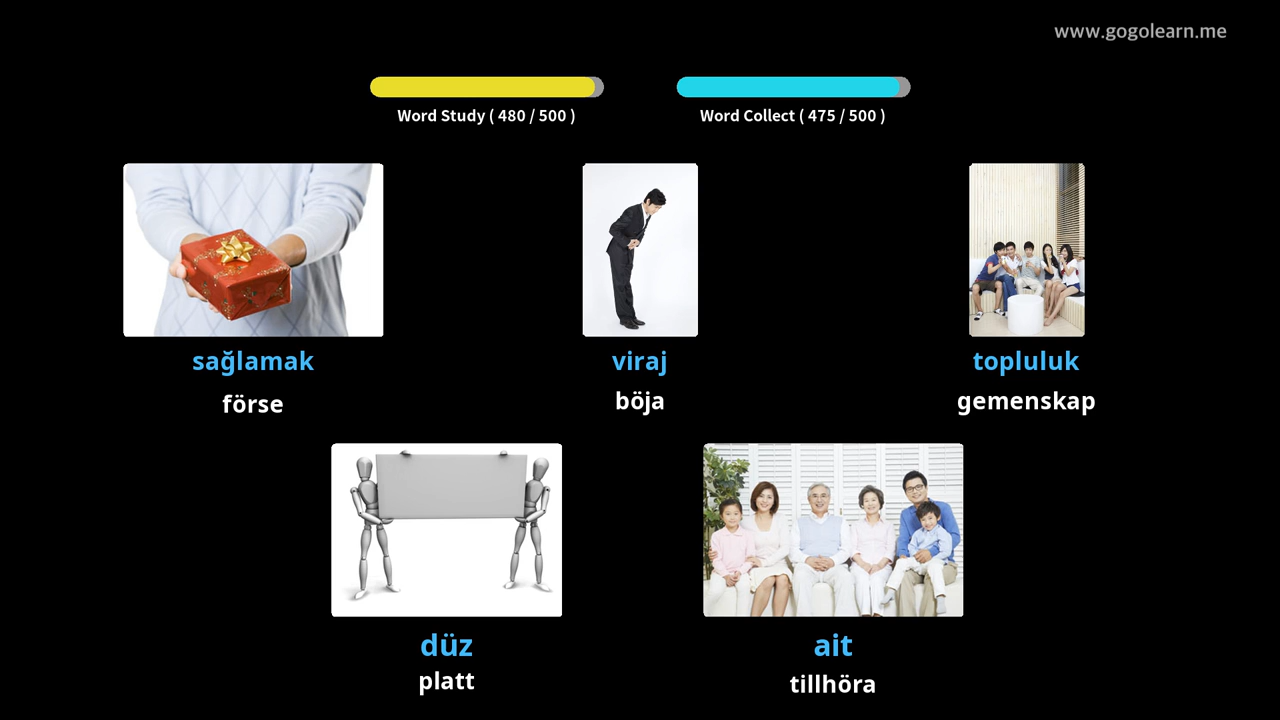 www.gogolearn.me
Word Study ( 480 / 500 )
Word Collect ( 475 / 500 )
sağlamak
förse
viraj
böja
topluluk
gemenskap
düz
platt
ait
tillhöra